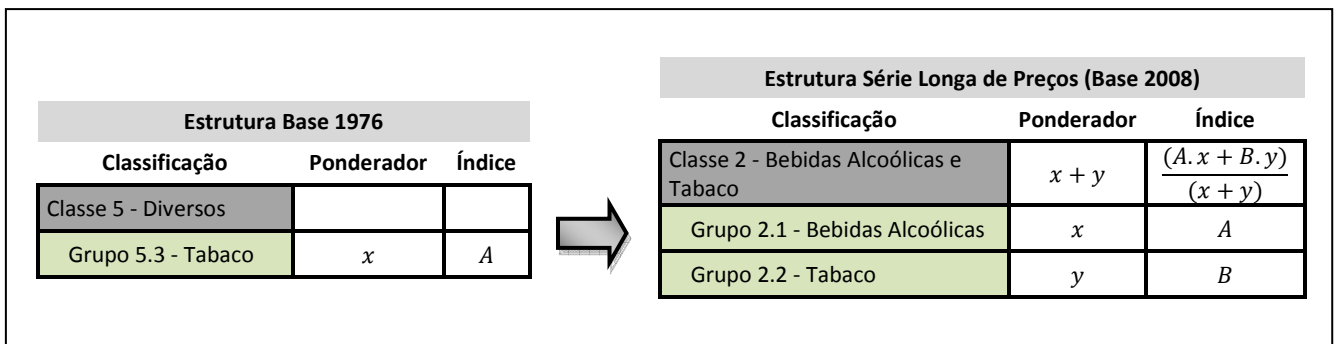 Estrutura Base 1976
Classificação Ponderador Índice
Classe 5 - Diversos
Grupo 5.3 - Tabaco x A
Estrutura Série Longa de Preços (Base 2008)
Classificação Ponderador Índice
Classe 2 - Bebidas Alcoólicas e
Tabaco x + y (A. x + B. y)
(x + y)
Grupo 2.1 - Bebidas Alcoólicas x A
Grupo 2.2 - Tabaco y B